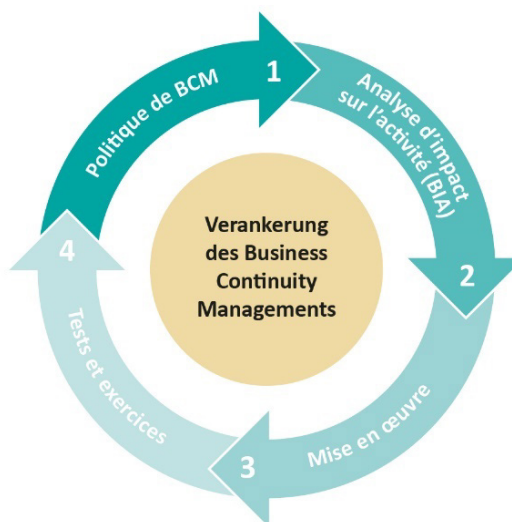 1
Politique de BCM
Analyse d'impact
sur l'activité (BIA)
2
Mise en œuvre
3
Tests et exercices
4
Verankerung
des Business
Continuity
Managements